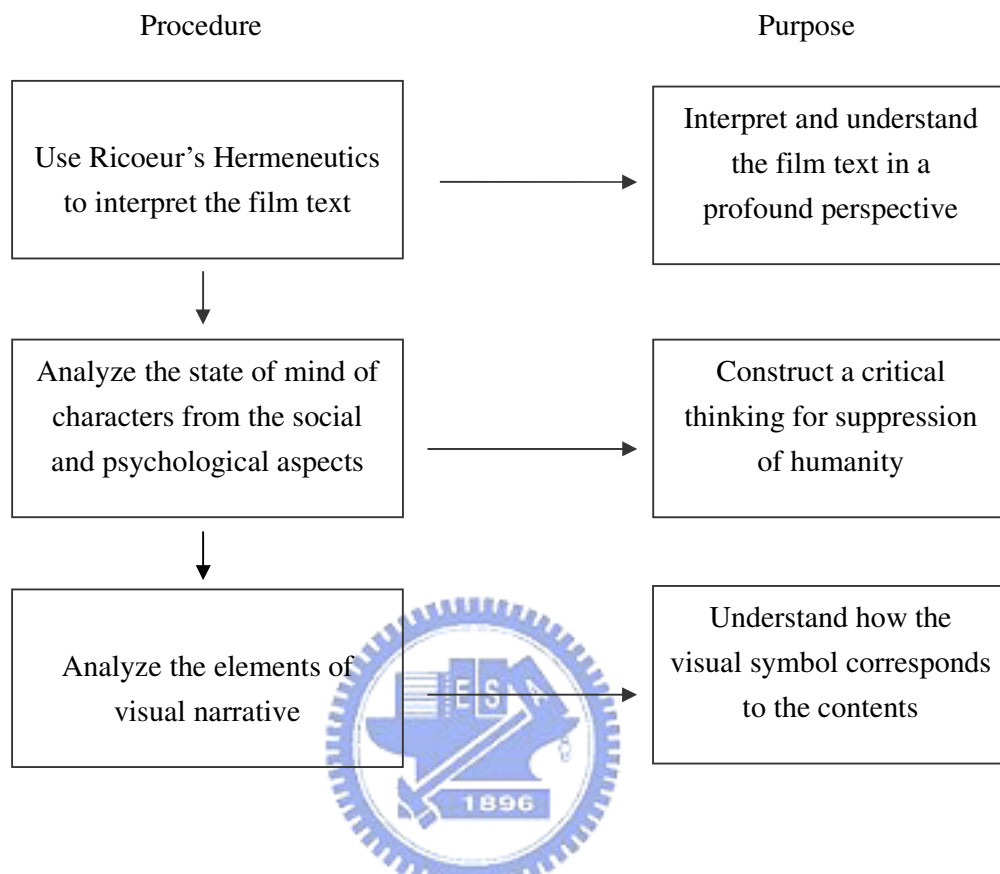 Procedure
Purpose
Use Ricoeur's Hermeneutics
to interpret the film text
Interpret and understand
the film text in a
profound perspective
Analyze the state of mind of
characters from the social
and psychological aspects
Construct a critical
thinking for suppression
of humanity
Analyze the elements of
visual narrative
Understand how the
visual symbol corresponds
to the contents
E S A
1896